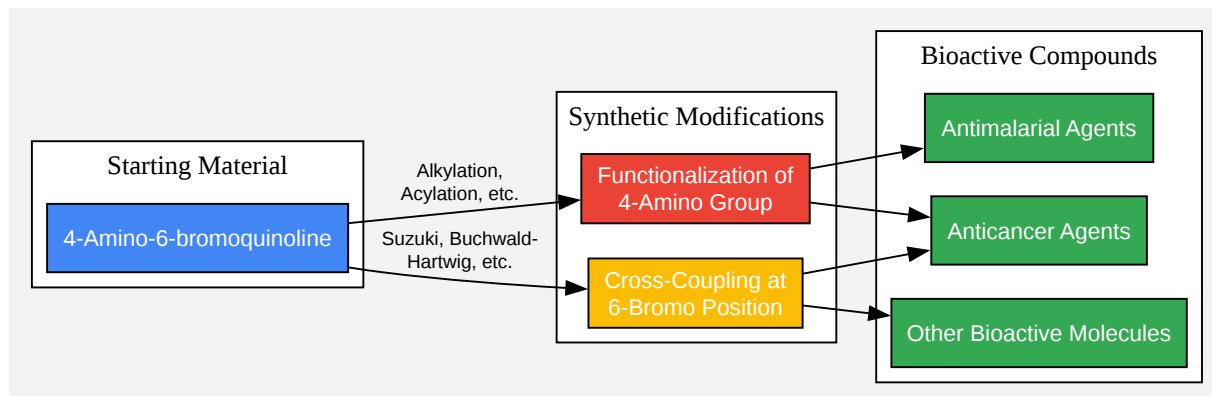 Starting Material
4-Amino-6-bromoquinoline
Alkylation,
Acylation, etc.
Suzuki, Buchwald-
Hartwig, etc.
Synthetic Modifications
Functionalization of
4-Amino Group
Cross-Coupling at
6-Bromo Position
Bioactive Compounds
Antimalarial Agents
Anticancer Agents
Other Bioactive Molecules